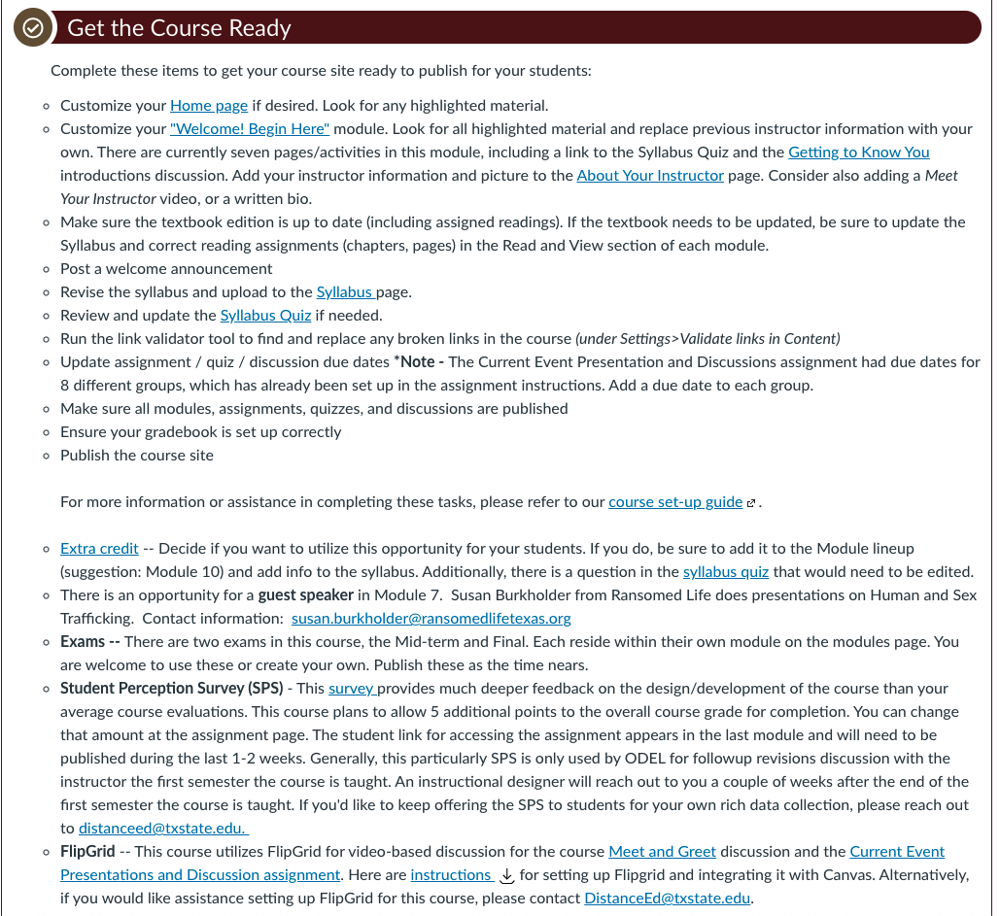 Get the Course Ready
Complete these items to get your course site ready to publish for your students:
Customize your Home page if desired. Look for any highlighted material.
Customize your "Welcome! Begin Here" module. Look for all highlighted material and replace previous instructor information with your
own. There are currently seven pages/activities in this module, including a link to the Syllabus Quiz and the Getting to Know You
introductions discussion. Add your instructor information and picture to the About Your Instructor page. Consider also adding a Meet
Your Instructor video, or a written bio.
Make sure the textbook edition is up to date (including assigned readings). If the textbook needs to be updated, be sure to update the
Syllabus and correct reading assignments (chapters, pages) in the Read and View section of each module.
Post a welcome announcement
Revise the syllabus and upload to the Syllabus page.
Review and update the Syllabus Quiz if needed.
Run the link validator tool to find and replace any broken links in the course (under Settings>Validate links in Content)
Update assignment / quiz / discussion due dates *Note - The Current Event Presentation and Discussions assignment had due dates for
8 different groups, which has already been set up in the assignment instructions. Add a due date to each group.
Make sure all modules, assignments, quizzes, and discussions are published
Ensure your gradebook is set up correctly
Publish the course site
For more information or assistance in completing these tasks, please refer to our course set-up guide .
Extra credit -- Decide if you want to utilize this opportunity for your students. If you do, be sure to add it to the Module lineup
(suggestion: Module 10) and add info to the syllabus. Additionally, there is a question in the syllabus quiz that would need to be edited.
There is an opportunity for a guest speaker in Module 7. Susan Burkholder from Ransomed Life does presentations on Human and Sex
Trafficking. Contact information: susan.burkholder@ransomedlifetexas.org
Exams -- There are two exams in this course, the Mid-term and Final. Each reside within their own module on the modules page. You
are welcome to use these or create your own. Publish these as the time nears.
Student Perception Survey (SPS) - This survey provides much deeper feedback on the design/development of the course than your
average course evaluations. This course plans to allow 5 additional points to the overall course grade for completion. You can change
that amount at the assignment page. The student link for accessing the assignment appears in the last module and will need to be
published during the last 1-2 weeks. Generally, this particularly SPS is only used by ODEL for followup revisions discussion with the
instructor the first semester the course is taught. An instructional designer will reach out to you a couple of weeks after the end of the
first semester the course is taught. If you'd like to keep offering the SPS to students for your own rich data collection, please reach out
to distanceed@txstate.edu.
FlipGrid -- This course utilizes FlipGrid for video-based discussion for the course Meet and Greet discussion and the Current Event
Presentations and Discussion assignment. Here are instructions for setting up Flipgrid and integrating it with Canvas. Alternatively,
if you would like assistance setting up FlipGrid for this course, please contact DistanceEd@txstate.edu.